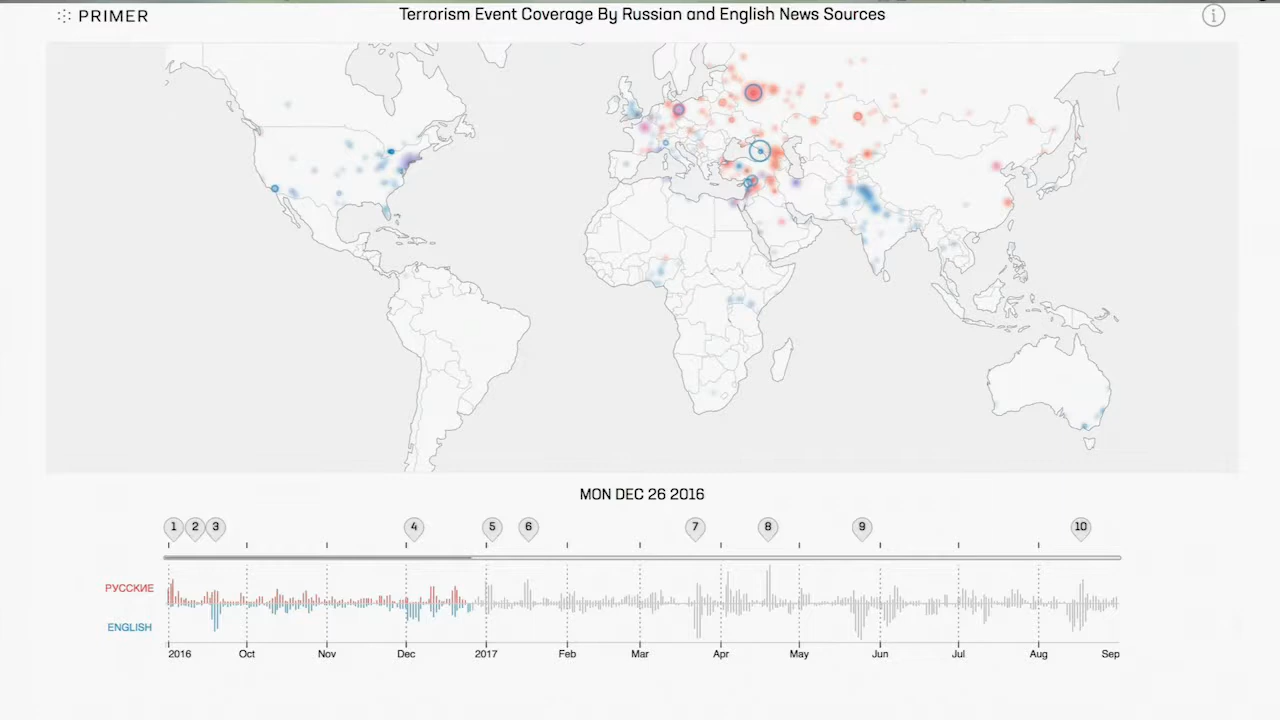 PRIMER
Terrorism Event Coverage By Russian and English News Sources
i
MON DEC 26 2016
1 2 3 4 5 6 7 8 9 10
РУССКИЕ
ENGLISH
2016 Oct Nov Dec 2017 Feb Mar Apr May Jun Jul Aug Sep